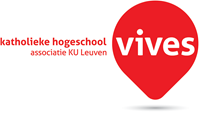 katholieke hogeschool
associatie KU Leuven
vives